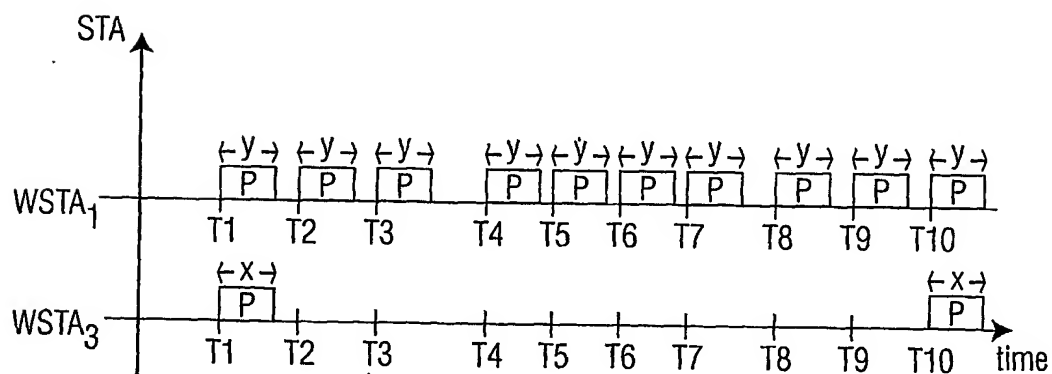 STA
y y y y y y y y y y
P P P P P P P P P P
WSTA1
T1 T2 T3 T4 T5 T6 T7 T8 T9 T10
x x
P P
WSTA3
T1 T2 T3 T4 T5 T6 T7 T8 T9 T10 time